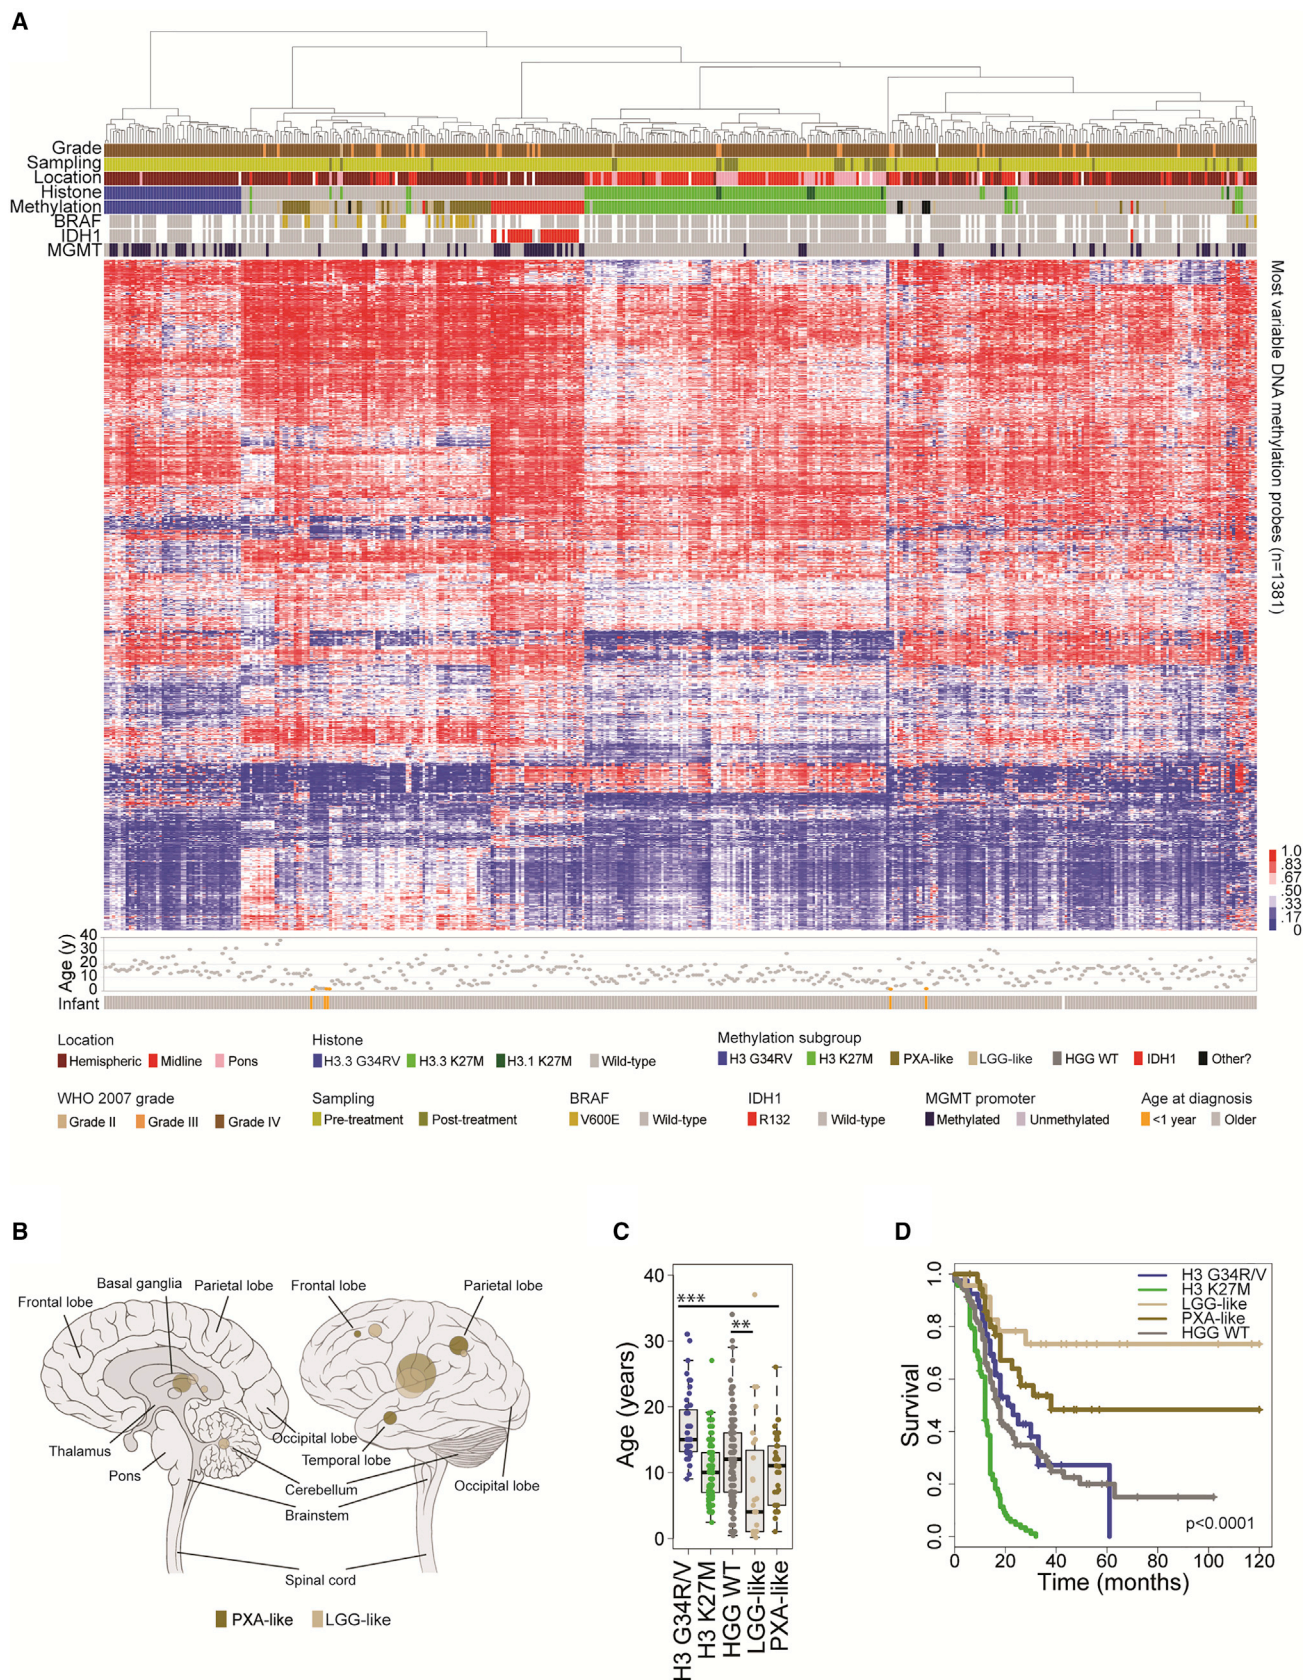 A
Grade
Sampling
Location
Histone
Methylation
BRAF
IDH1
MGMT
Most variable DNA methylation probes (n=1381)
1.0
.83
.67
.50
.33
.17
0
Age (y)
40
30
20
10
0
Infant
Location
Hemispheric Midline Pons
Histone
H3.3 G34RV H3.3 K27M H3.1 K27M Wild-type
Methylation subgroup
H3 G34RV H3 K27M PXA-like LGG-like HGG WT IDH1 Other?
WHO 2007 grade
Grade II Grade III Grade IV
Sampling
Pre-treatment Post-treatment
BRAF
V600E Wild-type
IDH1
R132 Wild-type
MGMT promoter
Methylated Unmethylated
Age at diagnosis
<1 year Older
B
Basal ganglia
Parietal lobe
Frontal lobe
Frontal lobe
Parietal lobe
Thalamus
Pons
Occipital lobe
Temporal lobe
Cerebellum
Brainstem
Occipital lobe
Spinal cord
PXA-like LGG-like
C
Age (years)
40
30
20
10
0
***
**
H3 G34R/V
H3 K27M
HGG WT
LGG-like
PXA-like
D
Survival
1.0
0.8
0.6
0.4
0.2
0.0
H3 G34R/V
H3 K27M
LGG-like
PXA-like
HGG WT
p<0.0001
0 20 40 60 80 100 120
Time (months)